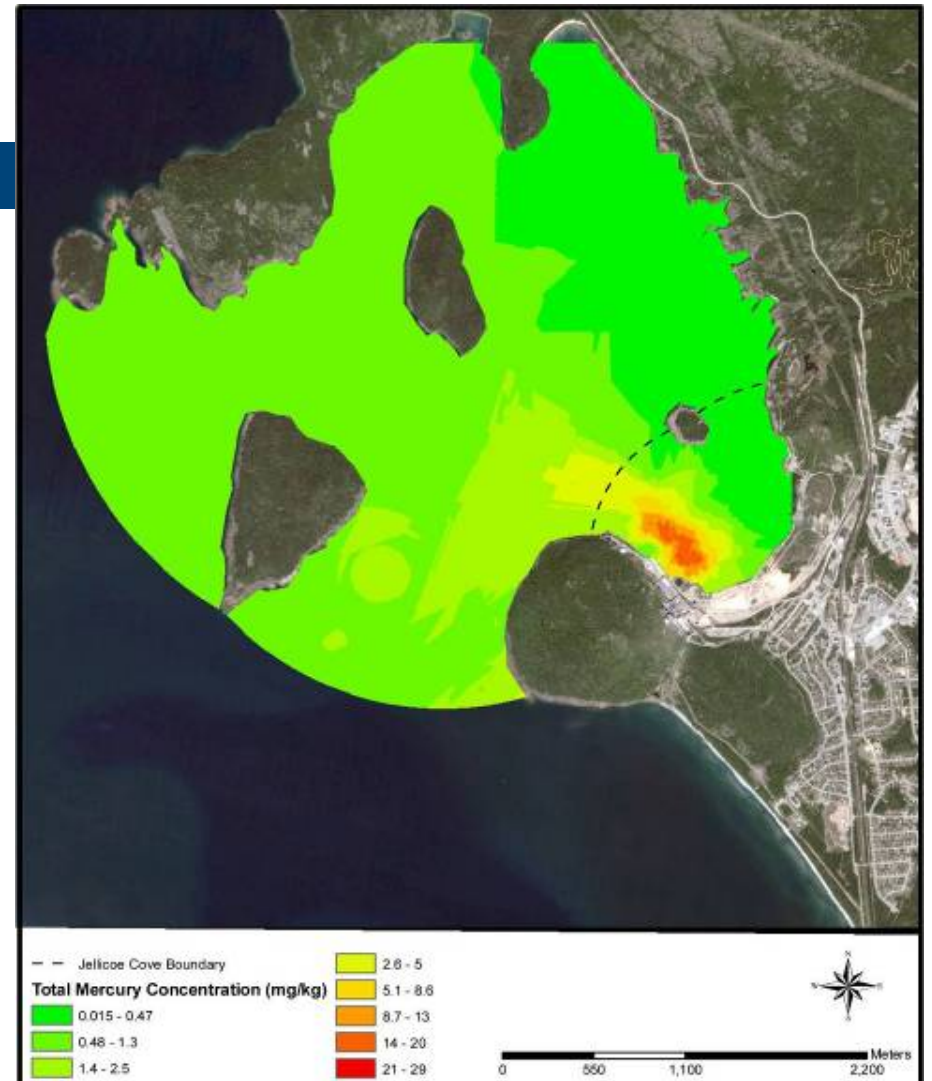 Jellicoe Cove Boundary
Total Mercury Concentration (mg/kg)
0.015 - 0.47
0.48 - 1.3
1.4 - 2.5
2.6 - 5
5.1 - 8.6
8.7 - 13
14 - 20
21 - 29
N
S
Meters
0 550 1,100 2,200